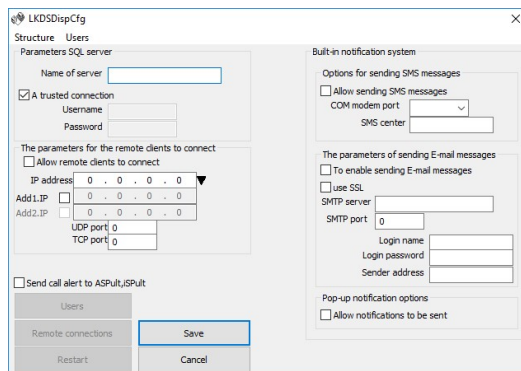 LKDSDispCfg
Structure Users
Parameters SQL server
Name of server
A trusted connection
Username
Password
The parameters for the remote clients to connect
Allow remote clients to connect
IP address 0 . 0 . 0 . 0
Add1.IP 0 . 0 . 0 . 0
Add2.IP 0 . 0 . 0 . 0
UDP port 0
TCP port 0
Send call alert to ASPult,iSPult
Users
Remote connections
Save
Restart
Cancel
Built-in notification system
Options for sending SMS messages
Allow sending SMS messages
COM modem port
SMS center
The parameters of sending E-mail messages
To enable sending E-mail messages
use SSL
SMTP server
SMTP port 0
Login name
Login password
Sender address
Pop-up notification options
Allow notifications to be sent